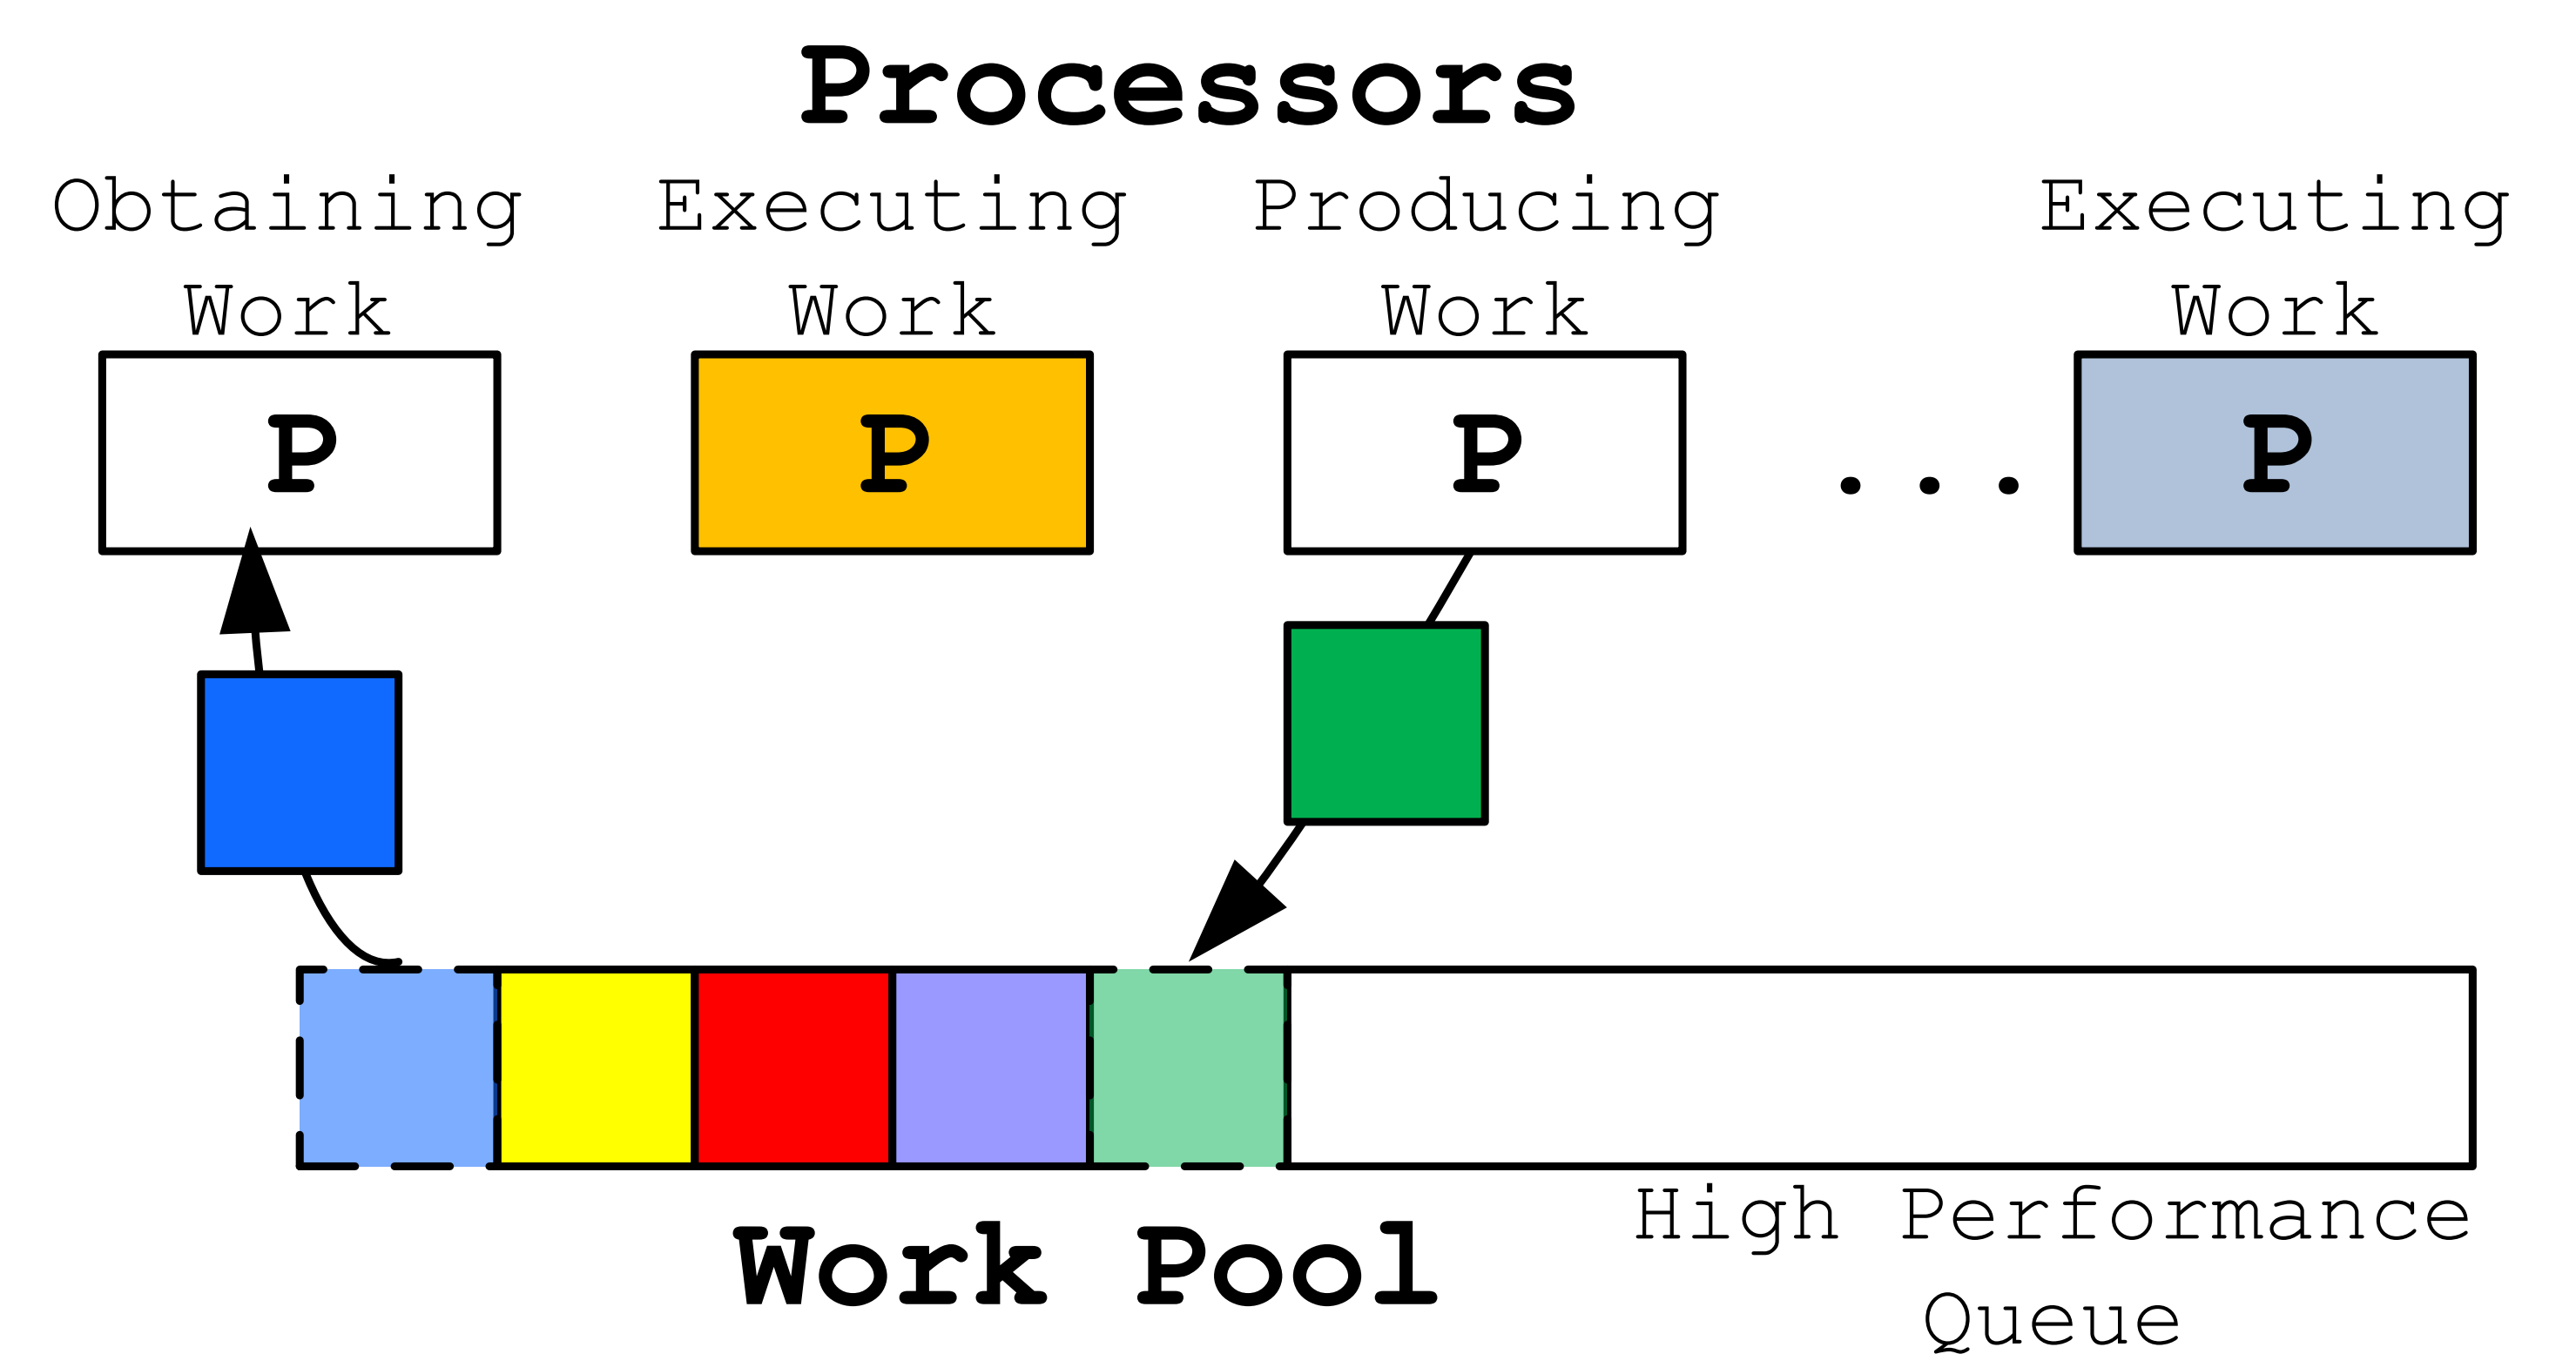 Processors
Obtaining Work
Executing Work
Producing Work
Executing Work
P
P
P
. . .
P
Work Pool
High Performance
Queue